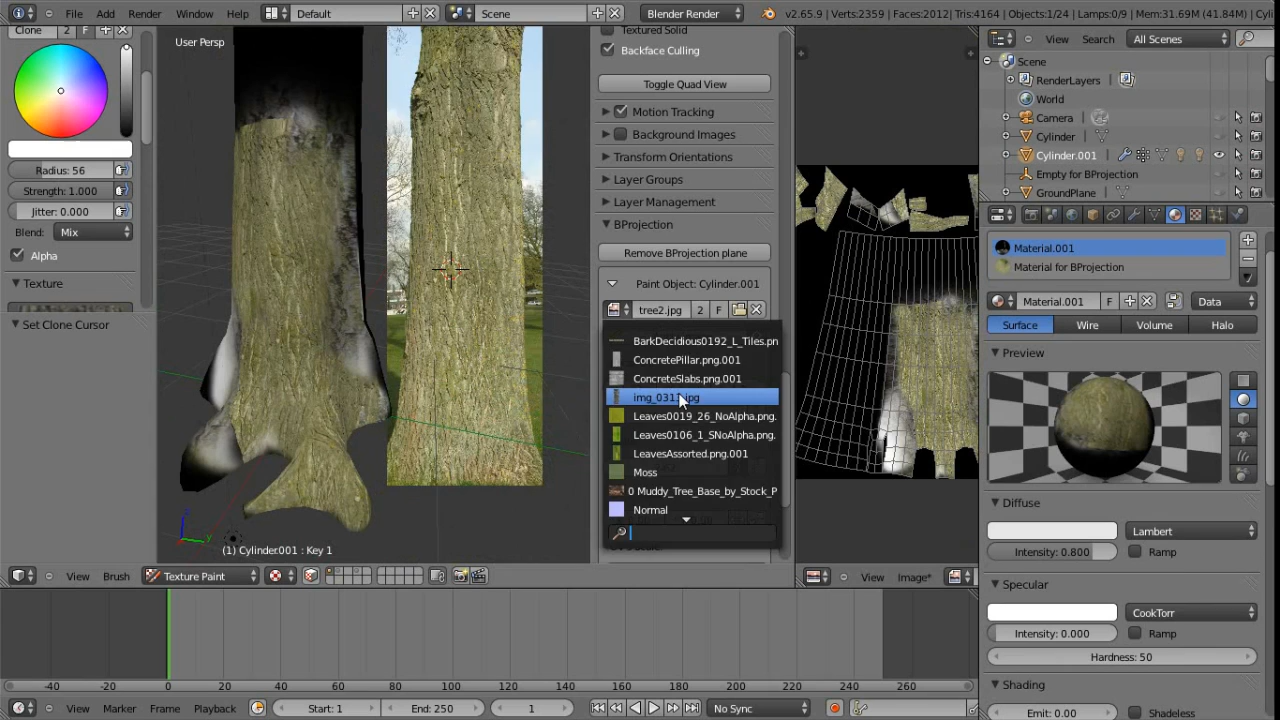 File Add Render Window Help Default Scene Blender Render v2.65.9 | Verts:2359 | Faces:2012| Tris:4164 | Objects:1/24 | Lamps:0/9 | Mem:31.69M (41.84M) | Cyli
Clone 2 F
Radius: 56
Strength: 1.000
Jitter: 0.000
Blend: Mix
Alpha
Texture
Set Clone Cursor
User Persp
(1) Cylinder.001 : Key 1
View Brush Texture Paint
Textured Solid
Backface Culling
Toggle Quad View
Motion Tracking
Background Images
Transform Orientations
Layer Groups
Layer Management
BProjection
Remove BProjection plane
Paint Object: Cylinder.001
tree2.jpg 2 F
BarkDecidious0192_L_Tiles.pn
ConcretePillar.png.001
ConcreteSlabs.png.001
Leaves0019_26_NoAlpha.png.
Leaves0106_1_SNoAlpha.png.
LeavesAssorted.png.001
Moss
0 Muddy_Tree_Base_by_Stock_P
Normal
View Image*
View Search All Scenes
Scene
RenderLayers
World
Camera
Cylinder
Cylinder.001
Empty for BProjection
GroundPlane
Material.001
Material for BProjection
Material.001 F Data
Surface Wire Volume Halo
Preview
Diffuse
Lambert
Intensity: 0.800 Ramp
Specular
CookTorr
Intensity: 0.000 Ramp
Hardness: 50
Shading
Emit: 0.00 Shadeless
-40 -20 0 20 40 60 80 100 120 140 160 180 200 220 240 260
View Marker Frame Playback Start: 1 End: 250 1 No Sync